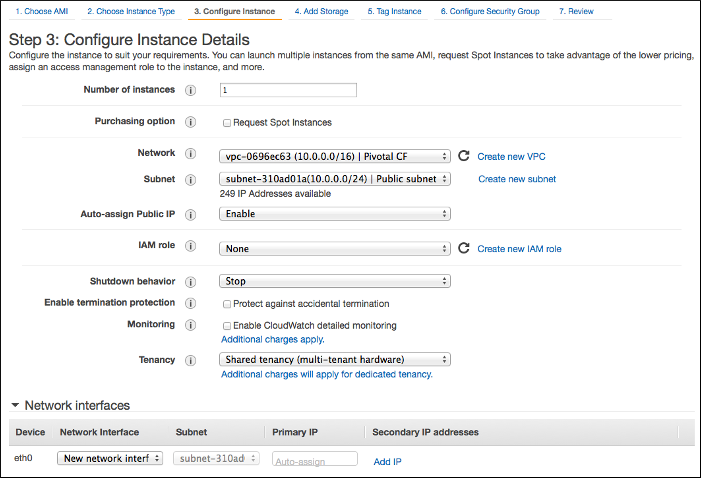 1. Choose AMI 2. Choose Instance Type 3. Configure Instance 4. Add Storage 5. Tag Instance 6. Configure Security Group 7. Review
Step 3: Configure Instance Details
Configure the instance to suit your requirements. You can launch multiple instances from the same AMI, request Spot Instances to take advantage of the lower pricing,
assign an access management role to the instance, and more.
Number of instances i 1
Purchasing option i Request Spot Instances
Network i vpc-0696ec63 (10.0.0.0/16) | Pivotal CF Create new VPC
Subnet i subnet-310ad01a(10.0.0.0/24) | Public subnet Create new subnet
249 IP Addresses available
Auto-assign Public IP i Enable
IAM role i None Create new IAM role
Shutdown behavior i Stop
Enable termination protection i Protect against accidental termination
Monitoring i Enable CloudWatch detailed monitoring
Additional charges apply.
Tenancy i Shared tenancy (multi-tenant hardware)
Additional charges will apply for dedicated tenancy.
Network interfaces
Device Network Interface Subnet Primary IP Secondary IP addresses
eth0 New network interf subnet-310ad Auto-assign Add IP